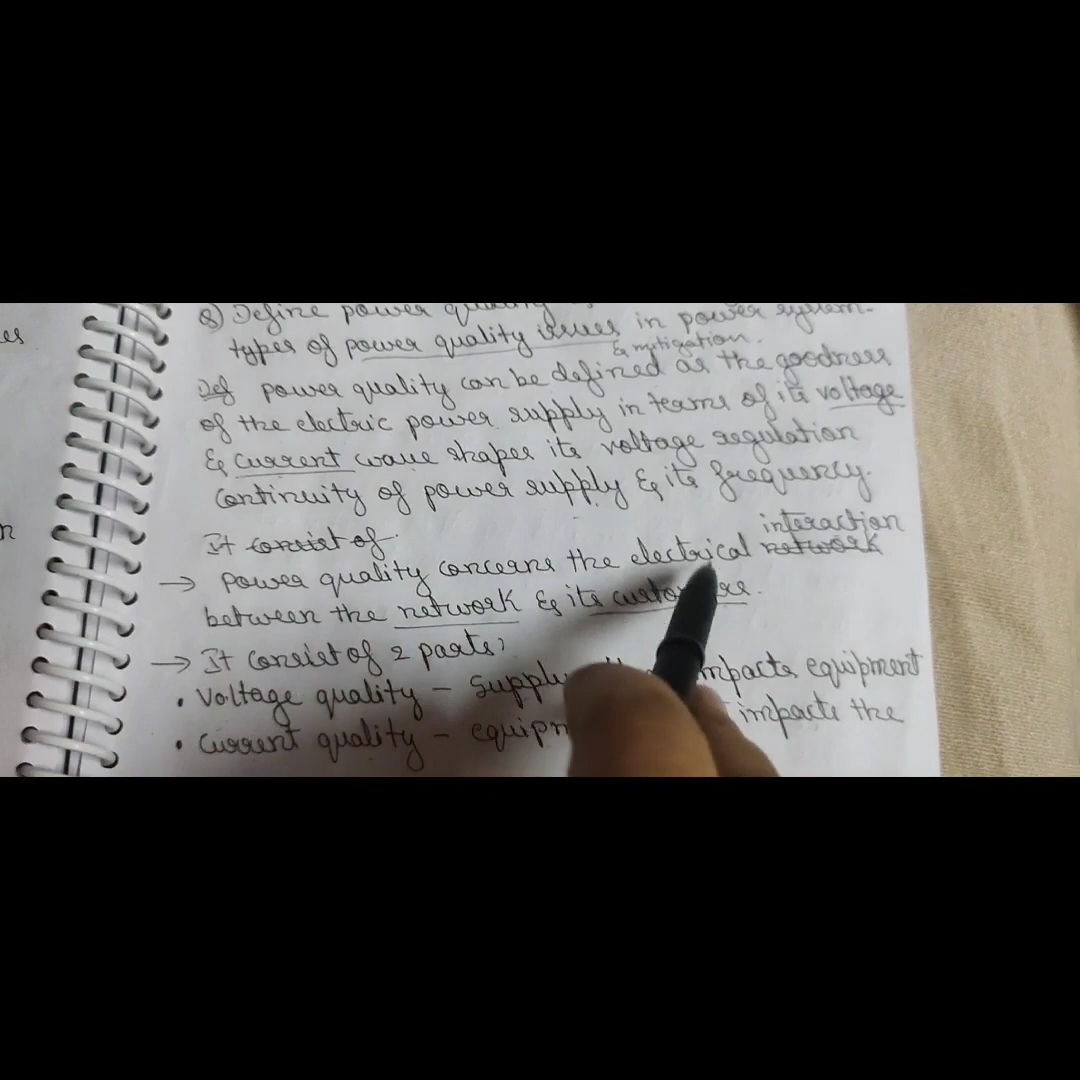 es
n
Q) Define power quality
types of power quality issues in power system.
& mitigation.
Def power quality can be defined as the goodness
of the electric power supply in terms of its voltage
& current wave shapes its voltage regulation
continuity of power supply & its frequency.
It consist of.
interaction
→ power quality concerns the electrical network
between the network & its
→ It consist of 2 parts,
• Voltage quality - supply impacts equipment
• Current quality - impacts the